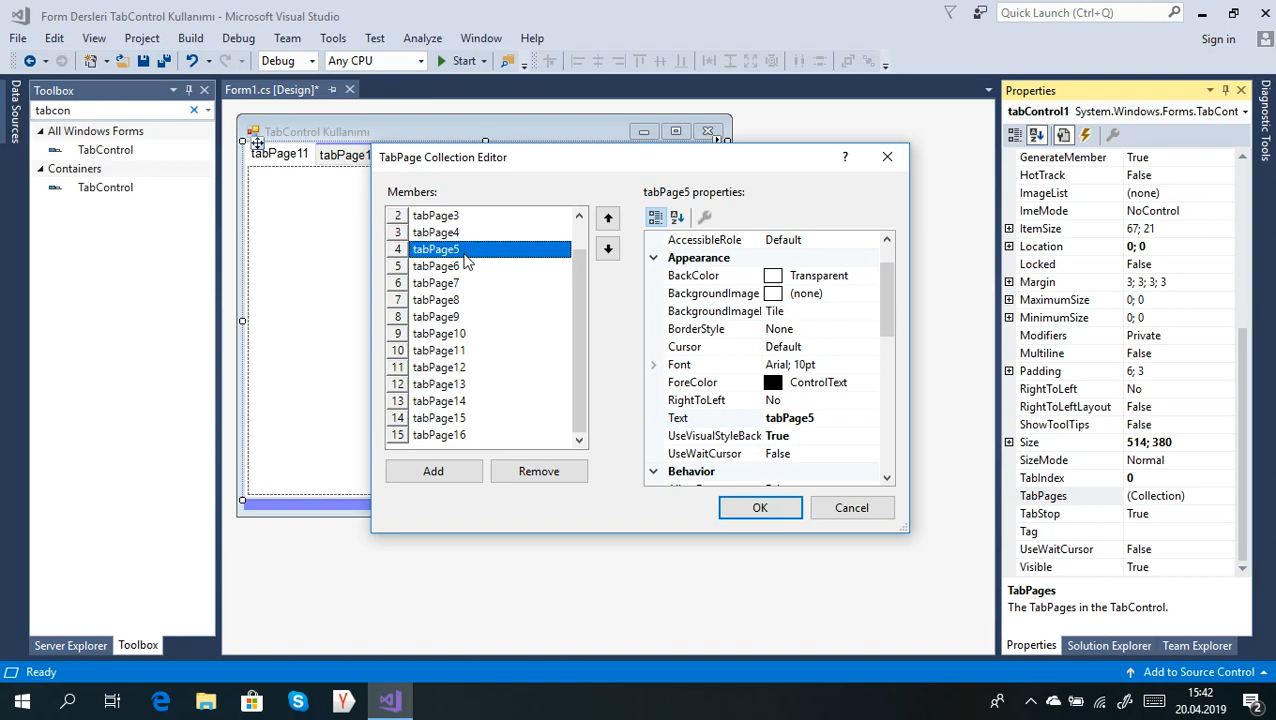 Form Dersleri TabControl Kullanımı - Microsoft Visual Studio
Quick Launch (Ctrl+Q)
File Edit View Project Build Debug Team Tools Test Analyze Window Help
Sign in
Debug Any CPU Start
Data Sources
Toolbox
tabcon
All Windows Forms
TabControl
Containers
TabControl
Server Explorer Toolbox
Form1.cs [Design]*
TabControl Kullanımı
tabPage11 tabPage1
TabPage Collection Editor ?
Members:
2 tabPage3
3 tabPage4
4 tabPage5
5 tabPage6
6 tabPage7
7 tabPage8
8 tabPage9
9 tabPage10
10 tabPage11
11 tabPage12
12 tabPage13
13 tabPage14
14 tabPage15
15 tabPage16
Add Remove
tabPage5 properties:
AccessibleRole Default
Appearance
BackColor Transparent
BackgroundImage (none)
BackgroundImageI Tile
BorderStyle None
Cursor Default
Font Arial; 10pt
ForeColor ControlText
RightToLeft No
Text tabPage5
UseVisualStyleBack True
UseWaitCursor False
Behavior
OK Cancel
Properties
tabControl1 System.Windows.Forms.TabCont
GenerateMember True
HotTrack False
ImageList (none)
ImeMode NoControl
ItemSize 67; 21
Location 0; 0
Locked False
Margin 3; 3; 3; 3
MaximumSize 0; 0
MinimumSize 0; 0
Modifiers Private
Multiline False
Padding 6; 3
RightToLeft No
RightToLeftLayout False
ShowToolTips False
Size 514; 380
SizeMode Normal
TabIndex 0
TabPages (Collection)
TabStop True
Tag
UseWaitCursor False
Visible True
TabPages
The TabPages in the TabControl.
Properties Solution Explorer Team Explorer
Diagnostic Tools
Ready
Add to Source Control
15:42
20.04.2019
2